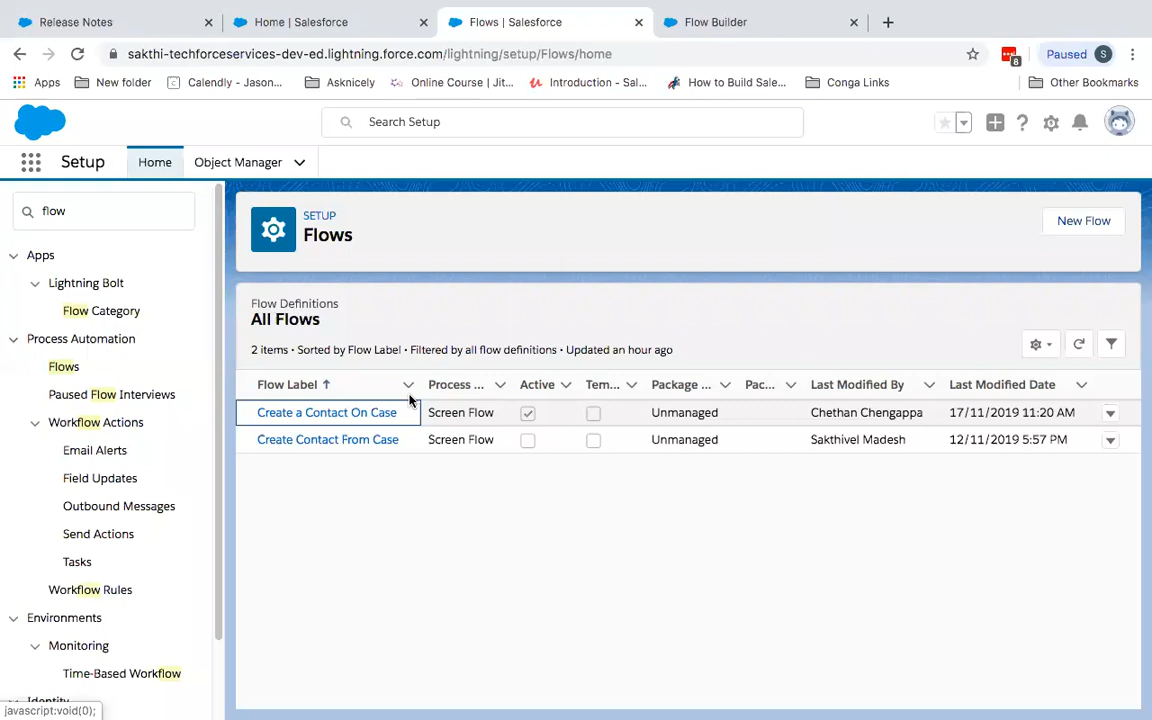 Release Notes
Home | Salesforce
Flows | Salesforce
Flow Builder
sakthi-techforceservices-dev-ed.lightning.force.com/lightning/setup/Flows/home
8
Paused
S
Apps
New folder
Calendly - Jason...
Asknicely
Online Course | Jit...
Introduction - Sal...
How to Build Sale...
Conga Links
Other Bookmarks
Search Setup
Setup
Home
Object Manager
flow
Apps
Lightning Bolt
Flow Category
Process Automation
Flows
Paused Flow Interviews
Workflow Actions
Email Alerts
Field Updates
Outbound Messages
Send Actions
Tasks
Workflow Rules
Environments
Monitoring
Time-Based Workflow
Identity
javascript:void(0);
SETUP
Flows
New Flow
Flow Definitions
All Flows
2 items • Sorted by Flow Label • Filtered by all flow definitions • Updated an hour ago
Flow Label ↑ Process ... Active Tem... Package ... Pac... Last Modified By Last Modified Date
Create a Contact On Case Screen Flow Unmanaged Chethan Chengappa 17/11/2019 11:20 AM
Create Contact From Case Screen Flow Unmanaged Sakthivel Madesh 12/11/2019 5:57 PM